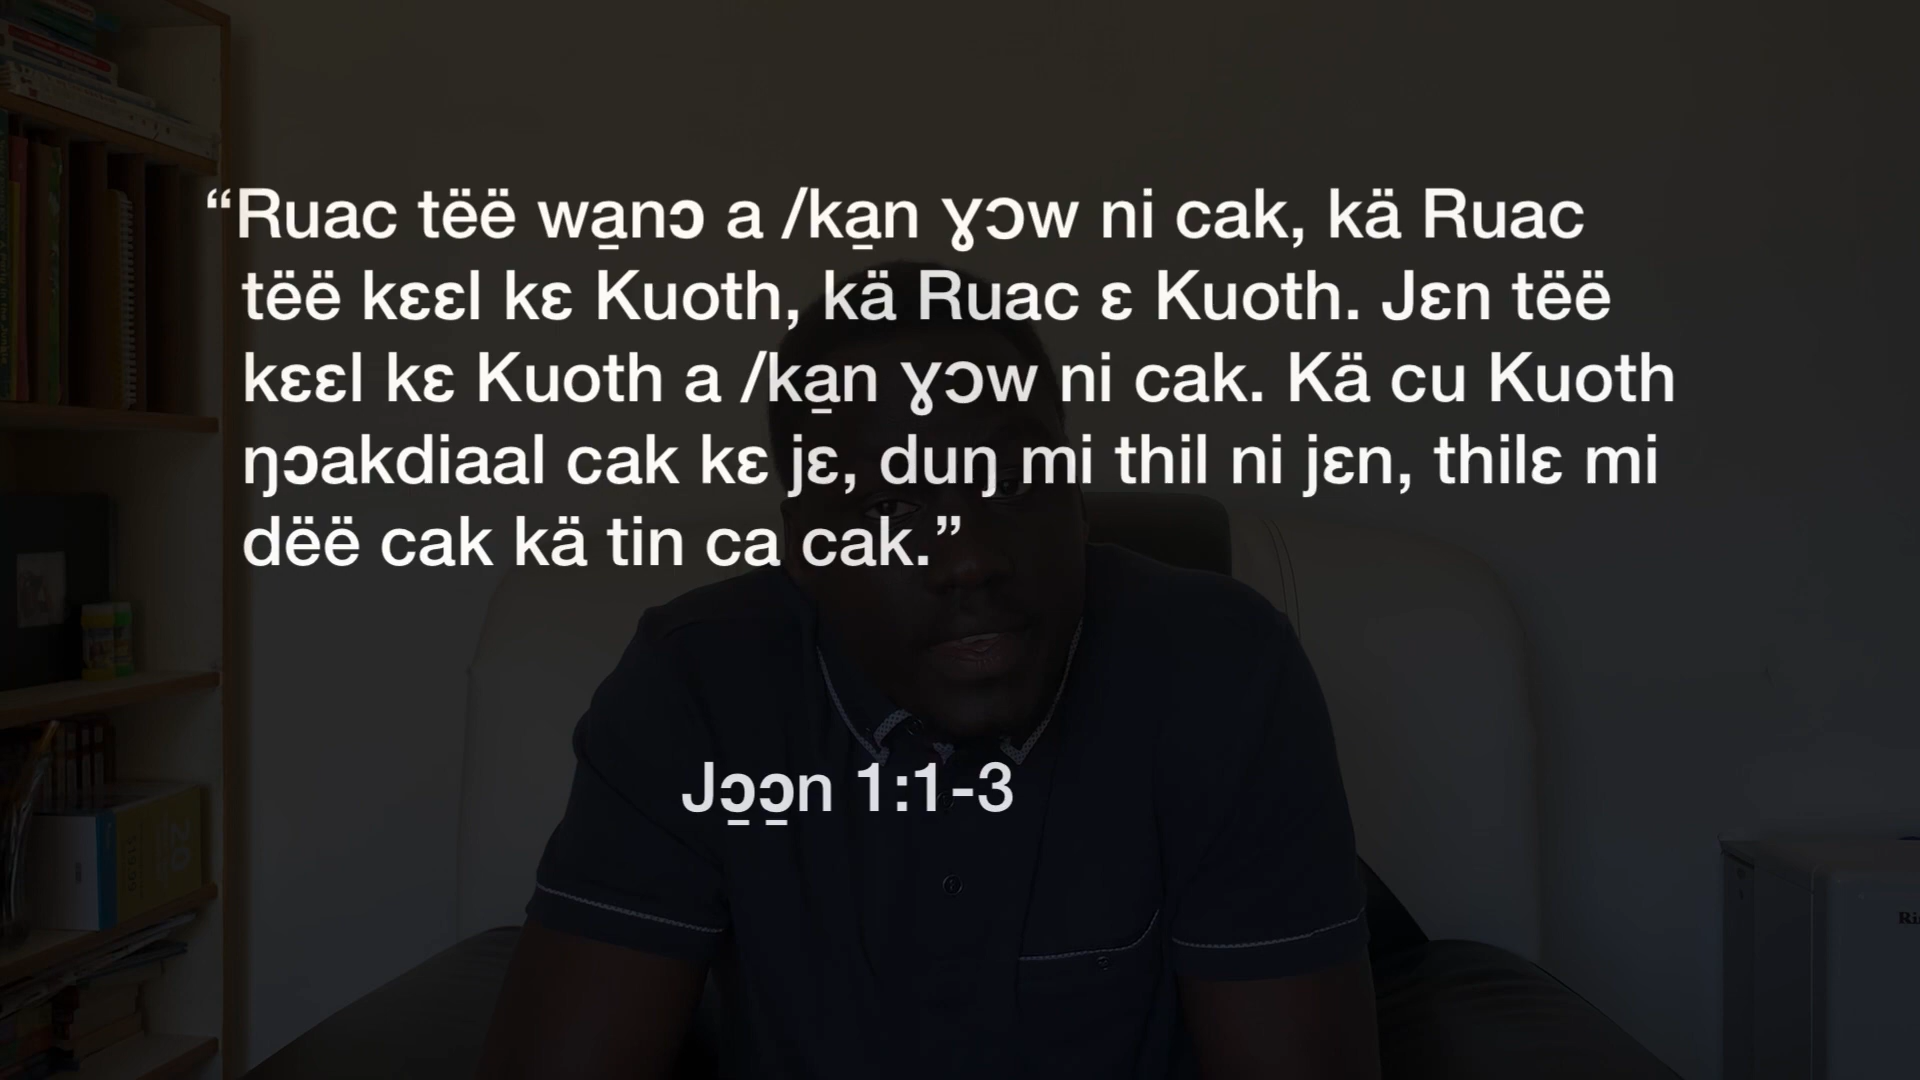 “Ruac tëë wa̱nɔ a /ka̱n ɣɔw ni cak, kä Ruac
tëë kɛɛl kɛ Kuoth, kä Ruac ɛ Kuoth. Jɛn tëë
kɛɛl kɛ Kuoth a /ka̱n ɣɔw ni cak. Kä cu Kuoth
ŋɔakdiaal cak kɛ jɛ, duŋ mi thil ni jɛn, thilɛ mi
dëë cak kä tin ca cak.”
Jɔ̱ɔ̱n 1:1-3